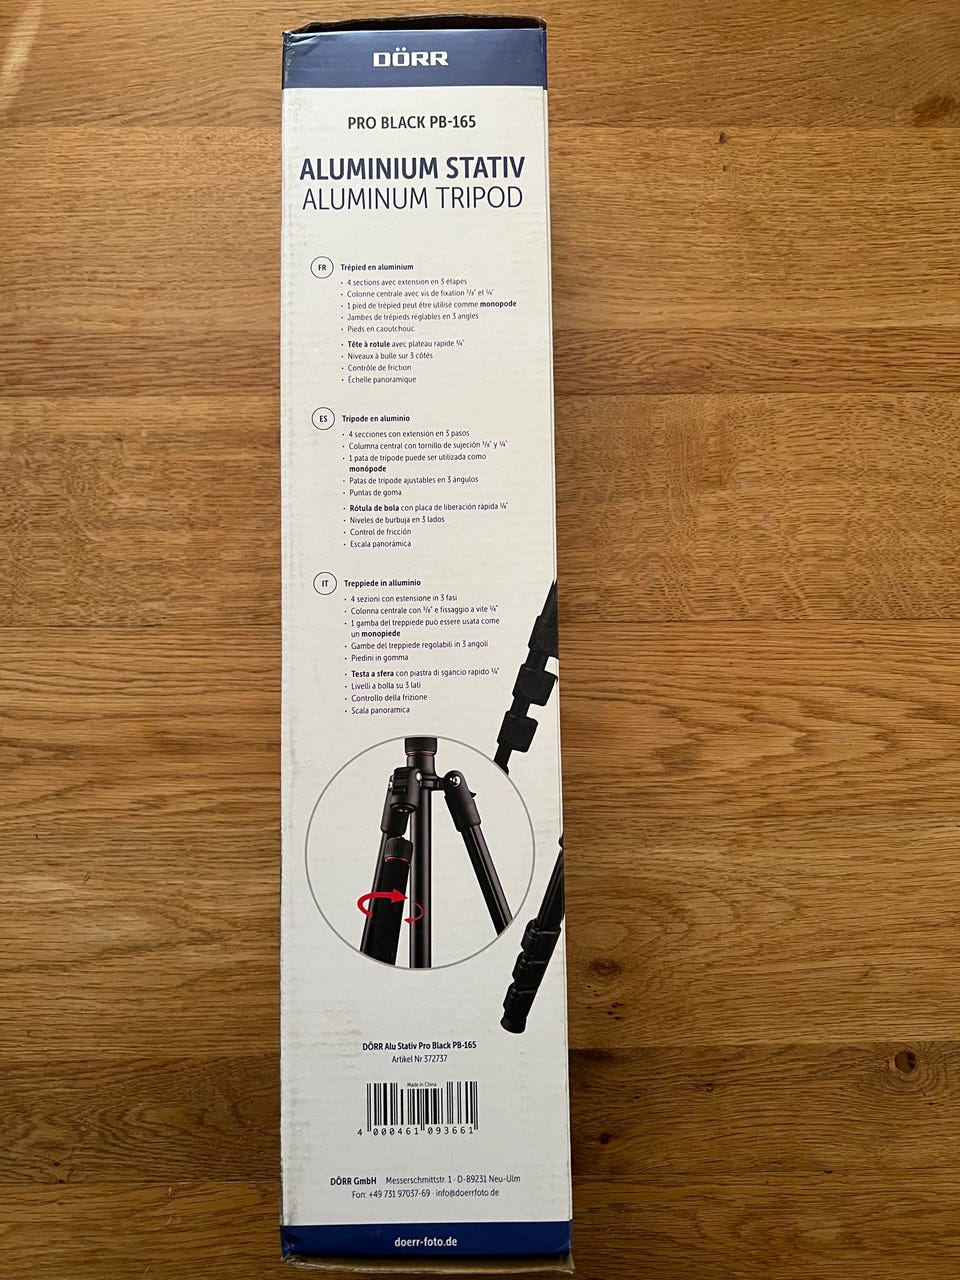 DÖRR
PRO BLACK PB-165
ALUMINIUM STATIV
ALUMINUM TRIPOD
FR Trépied en aluminium
• 4 sections avec extension en 3 étapes
• Colonne centrale avec vis de fixation 3/8" et 1/4"
• 1 pied de trépied peut être utilisé comme monopode
• Jambes de trépieds réglables en 3 angles
• Pieds en caoutchouc
• Tête à rotule avec plateau rapide 1/4"
• Niveaux à bulle sur 3 côtés
• Contrôle de friction
• Échelle panoramique
ES Trípode en aluminio
• 4 secciones con extensión en 3 pasos
• Columna central con tornillo de sujeción 3/8" y 1/4"
• 1 pata de trípode puede ser utilizada como
monópode
• Patas de trípode ajustables en 3 ángulos
• Puntas de goma
• Rótula de bola con placa de liberación rápida 1/4"
• Niveles de burbuja en 3 lados
• Control de fricción
• Escala panorámica
IT Treppiede in alluminio
• 4 sezioni con estensione in 3 fasi
• Colonna centrale con 3/8" e fissaggio a vite 1/4"
• 1 gamba del treppiede può essere usata come
un monopiede
• Gambe del treppiede regolabili in 3 angoli
• Piedini in gomma
• Testa a sfera con piastra di sgancio rapido 1/4"
• Livelli a bolla su 3 lati
• Controllo della frizione
• Scala panoramica
DÖRR Alu Stativ Pro Black PB-165
Artikel Nr 372737
Made in China
4 000461 093661
DÖRR GmbH Messerschmittstr. 1 · D-89231 Neu-Ulm
Fon: +49 731 97037-69 · info@doerrfoto.de
doerr-foto.de